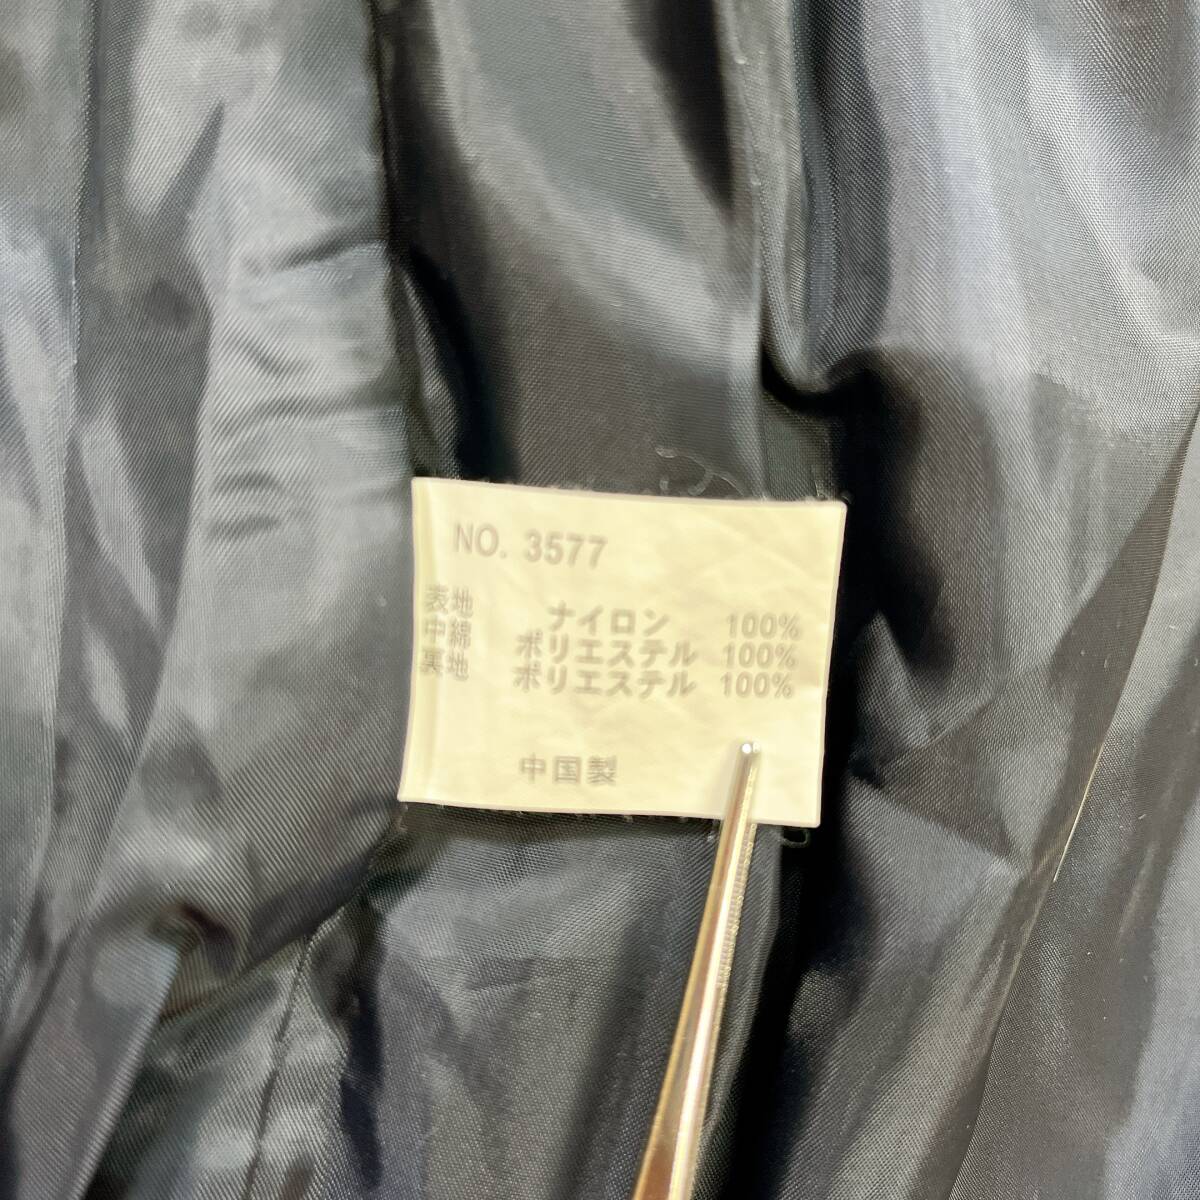 NO. 3577
表地 ナイロン 100%
中綿 ポリエステル 100%
裏地 ポリエステル 100%
中国製